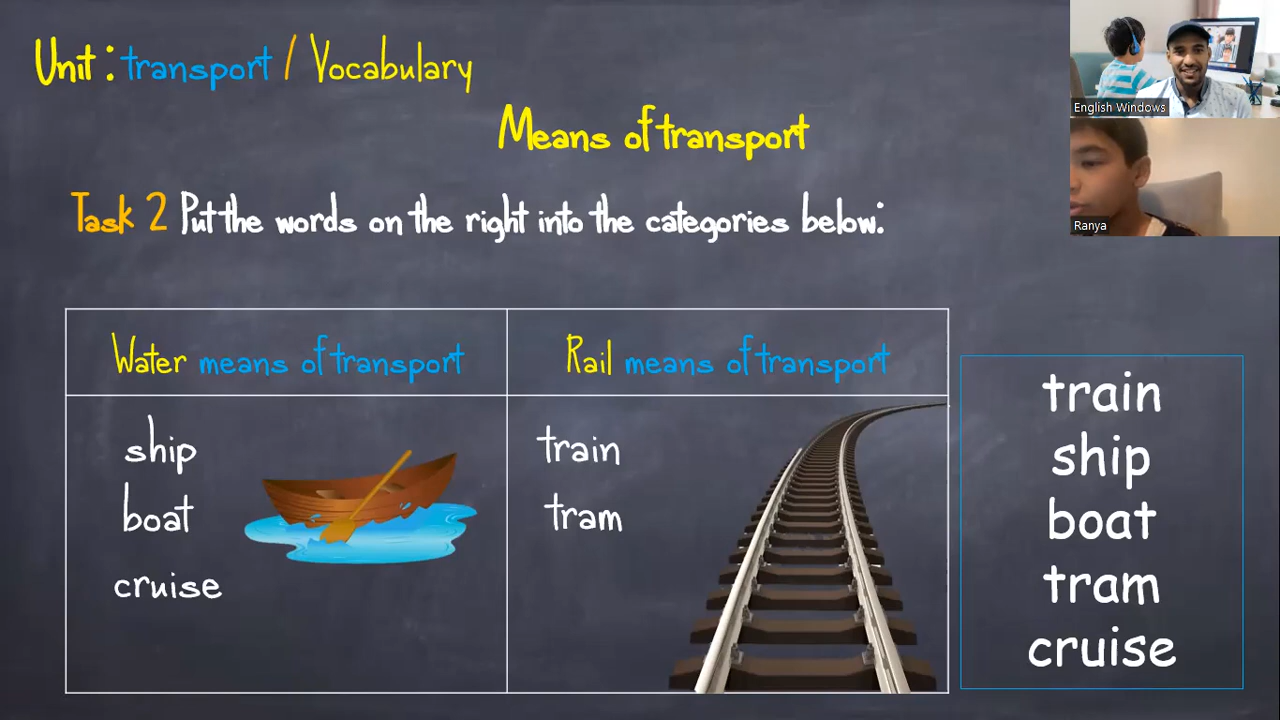 Unit : transport / Vocabulary
English Windows
Means of transport
Ranya
Task 2 Put the words on the right into the categories below:
Water means of transport
Rail means of transport
ship
boat
cruise
train
tram
train
ship
boat
tram
cruise